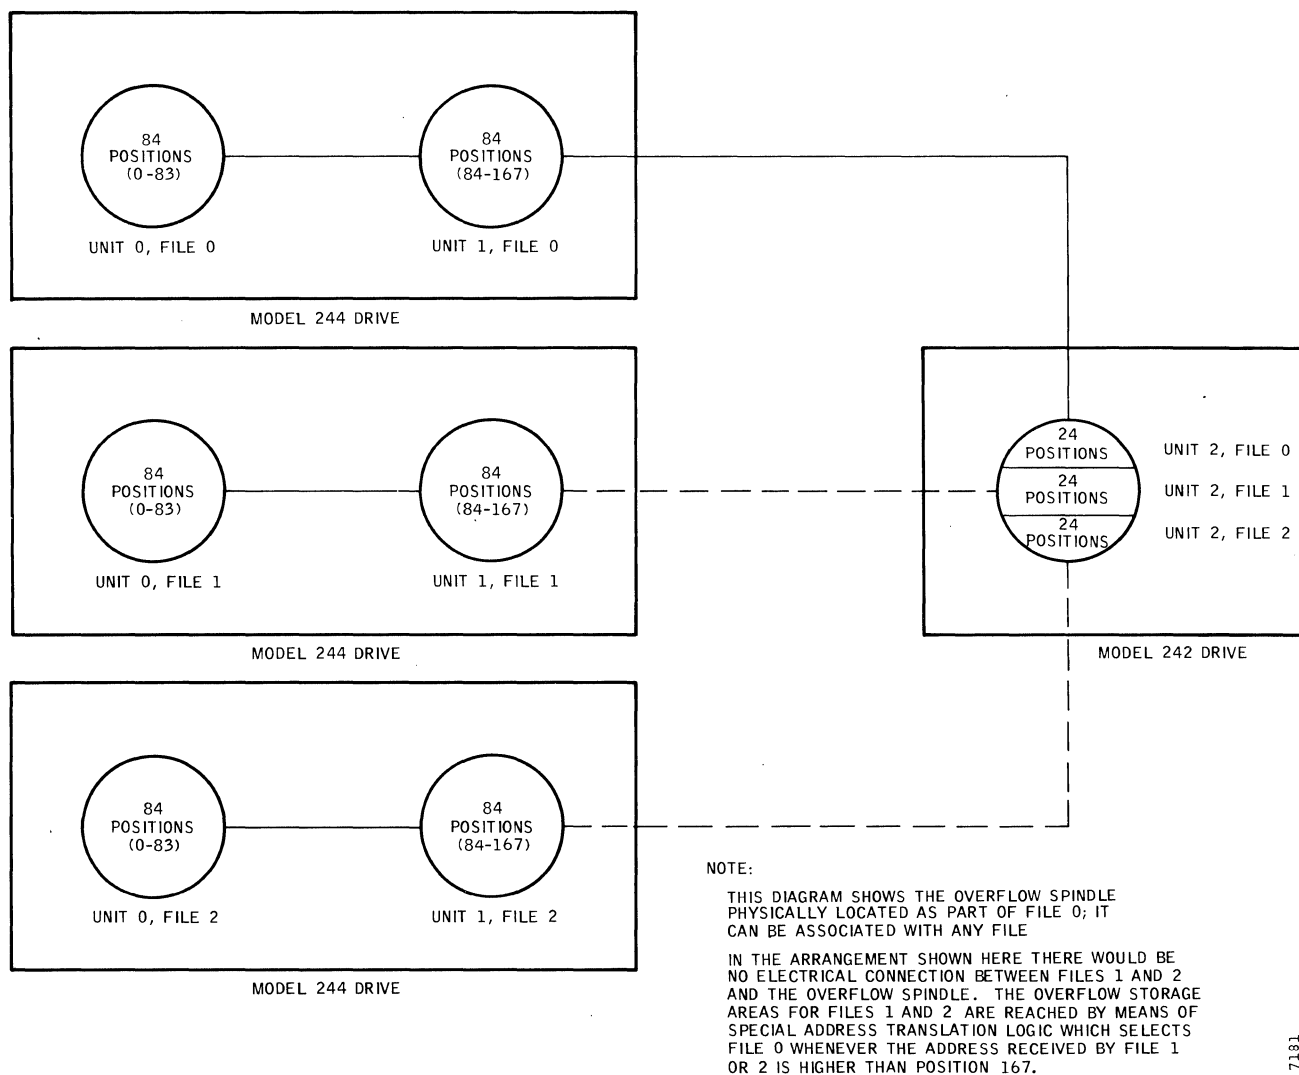 84
POSITIONS
(0-83)
84
POSITIONS
(84-167)
UNIT 0, FILE 0
UNIT 1, FILE 0
MODEL 244 DRIVE
84
POSITIONS
(0-83)
84
POSITIONS
(84-167)
UNIT 0, FILE 1
UNIT 1, FILE 1
MODEL 244 DRIVE
24
POSITIONS
UNIT 2, FILE 0
24
POSITIONS
UNIT 2, FILE 1
24
POSITIONS
UNIT 2, FILE 2
MODEL 242 DRIVE
84
POSITIONS
(0-83)
84
POSITIONS
(84-167)
UNIT 0, FILE 2
UNIT 1, FILE 2
MODEL 244 DRIVE
NOTE:
THIS DIAGRAM SHOWS THE OVERFLOW SPINDLE
PHYSICALLY LOCATED AS PART OF FILE 0; IT
CAN BE ASSOCIATED WITH ANY FILE
IN THE ARRANGEMENT SHOWN HERE THERE WOULD BE
NO ELECTRICAL CONNECTION BETWEEN FILES 1 AND 2
AND THE OVERFLOW SPINDLE. THE OVERFLOW STORAGE
AREAS FOR FILES 1 AND 2 ARE REACHED BY MEANS OF
SPECIAL ADDRESS TRANSLATION LOGIC WHICH SELECTS
FILE 0 WHENEVER THE ADDRESS RECEIVED BY FILE 1
OR 2 IS HIGHER THAN POSITION 167.
7181